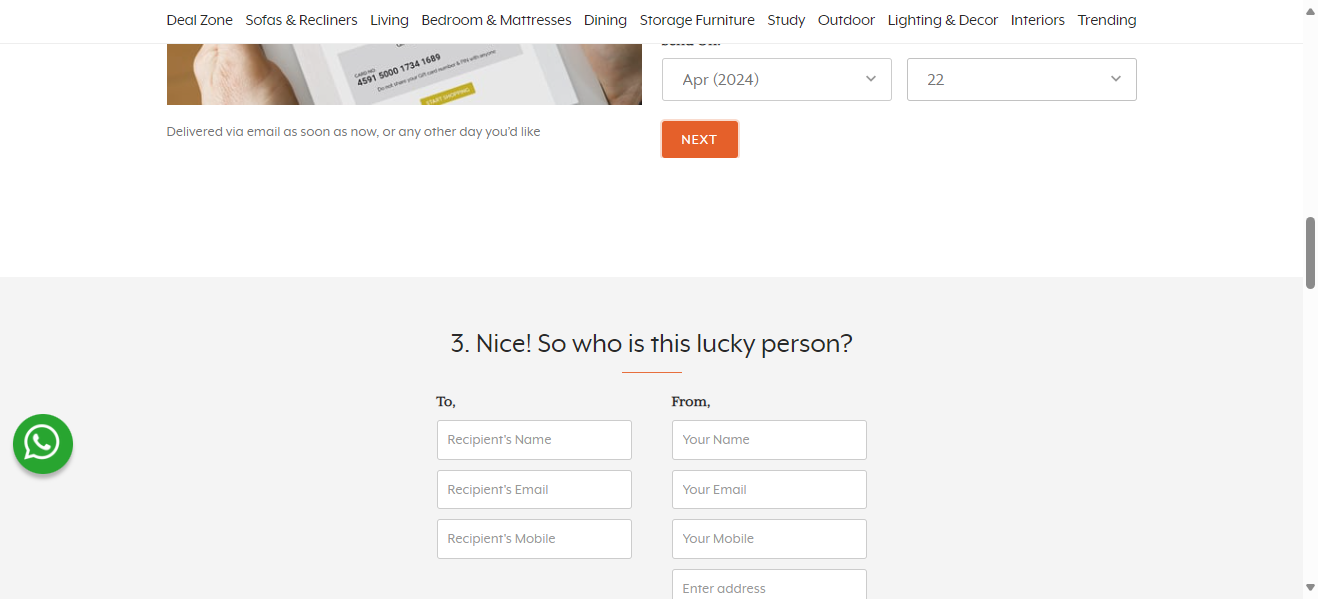 Deal Zone Sofas & Recliners Living Bedroom & Mattresses Dining Storage Furniture Study Outdoor Lighting & Decor Interiors Trending
CARD NO:
4591 5000 1734 1689
Do not share your Gift card number & PIN with anyone
START SHOPPING
Delivered via email as soon as now, or any other day you'd like
Apr (2024)
22
NEXT
3. Nice! So who is this lucky person?
To,
Recipient's Name
Recipient's Email
Recipient's Mobile
From,
Your Name
Your Email
Your Mobile
Enter address